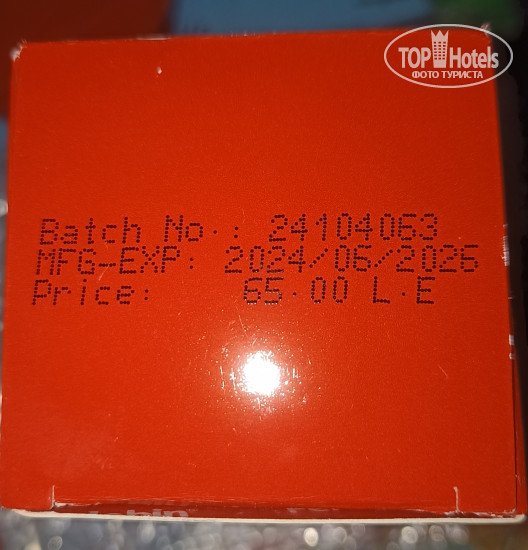 TOP Hotels
ФОТО ТУРИСТА
Batch No.: 24104063
MFG-EXP: 2024/06/2026
Price: 65.00 L.E